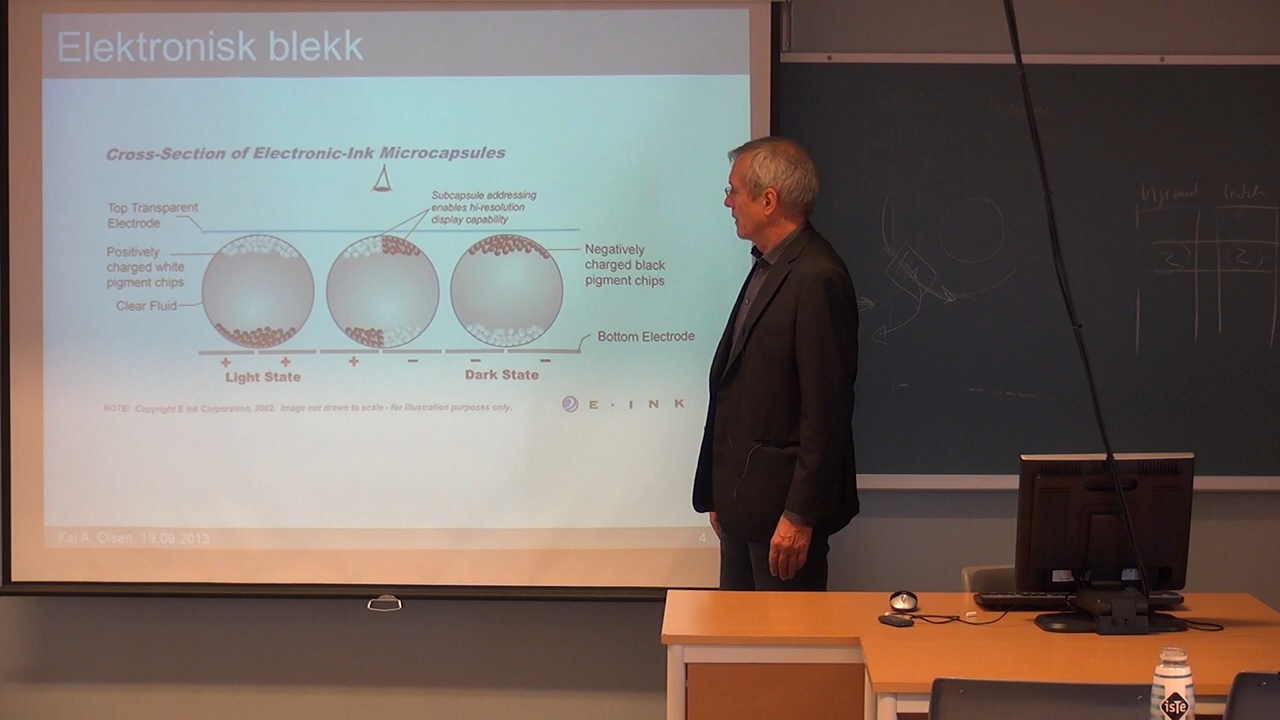 Elektronisk blekk
Cross-Section of Electronic-Ink Microcapsules
Subcapsule addressing
enables hi-resolution
display capability
Top Transparent
Electrode
Positively
charged white
pigment chips
Clear Fluid
Negatively
charged black
pigment chips
Bottom Electrode
+ + + - - -
Light State
Dark State
NOTE: Copyright E Ink Corporation, 2002. Image not drawn to scale - for illustration purposes only.
E · INK
Kai A. Olsen, 19.09.2013
4
isTe